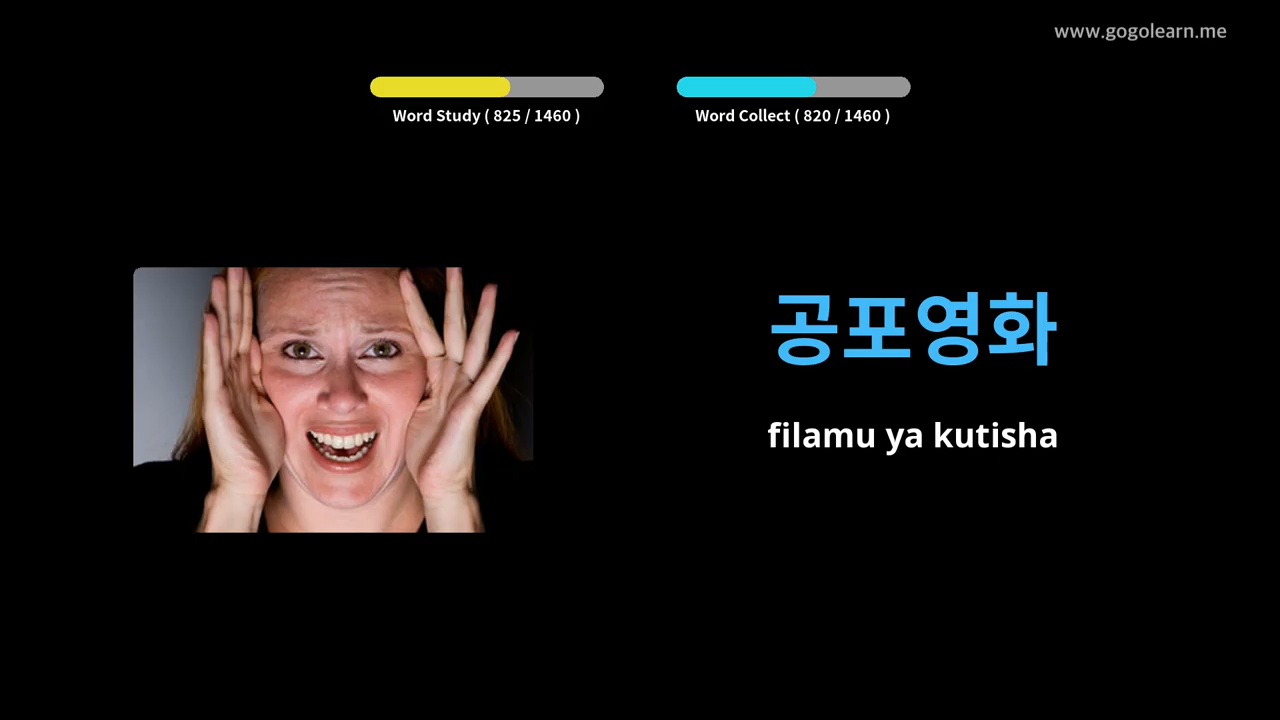 www.gogolearn.me
Word Study ( 825 / 1460 )
Word Collect ( 820 / 1460 )
공포영화
filamu ya kutisha